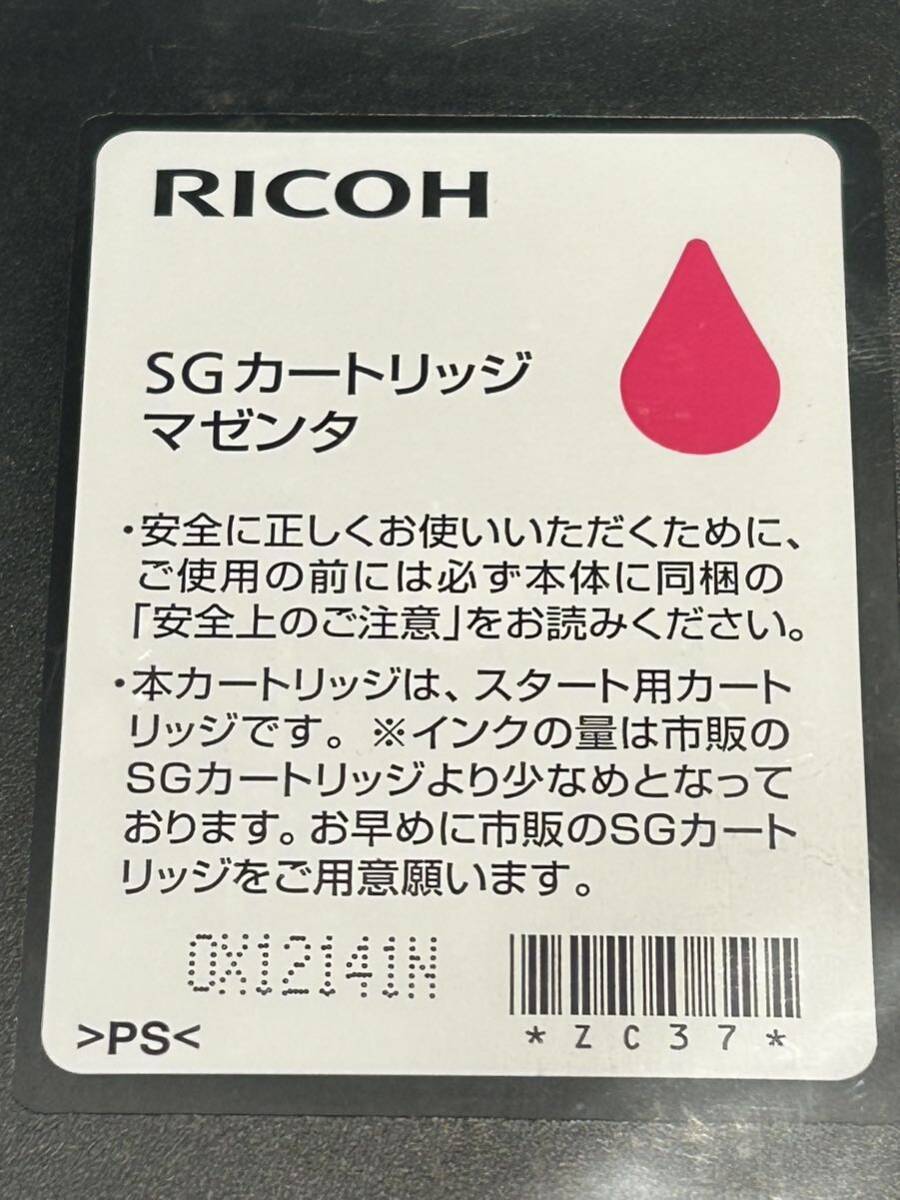 RICOH
SGカートリッジ
マゼンタ
・安全に正しくお使いいただくために、
ご使用の前には必ず本体に同梱の
「安全上のご注意」をお読みください。
・本カートリッジは、スタート用カート
リッジです。※インクの量は市販の
SGカートリッジより少なめとなって
おります。お早めに市販のSGカート
リッジをご用意願います。
OX12141N
>PS<
*ZC37*